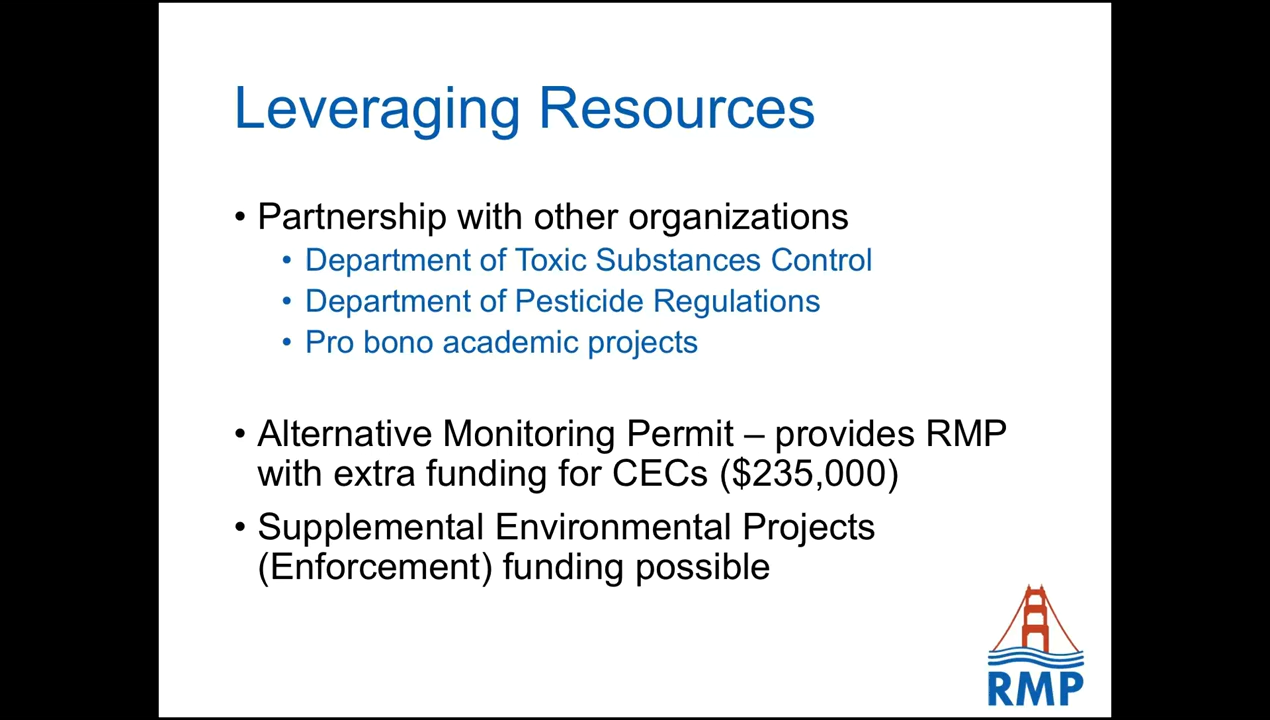 Leveraging Resources
• Partnership with other organizations
• Department of Toxic Substances Control
• Department of Pesticide Regulations
• Pro bono academic projects
• Alternative Monitoring Permit – provides RMP
with extra funding for CECs ($235,000)
• Supplemental Environmental Projects
(Enforcement) funding possible
RMP